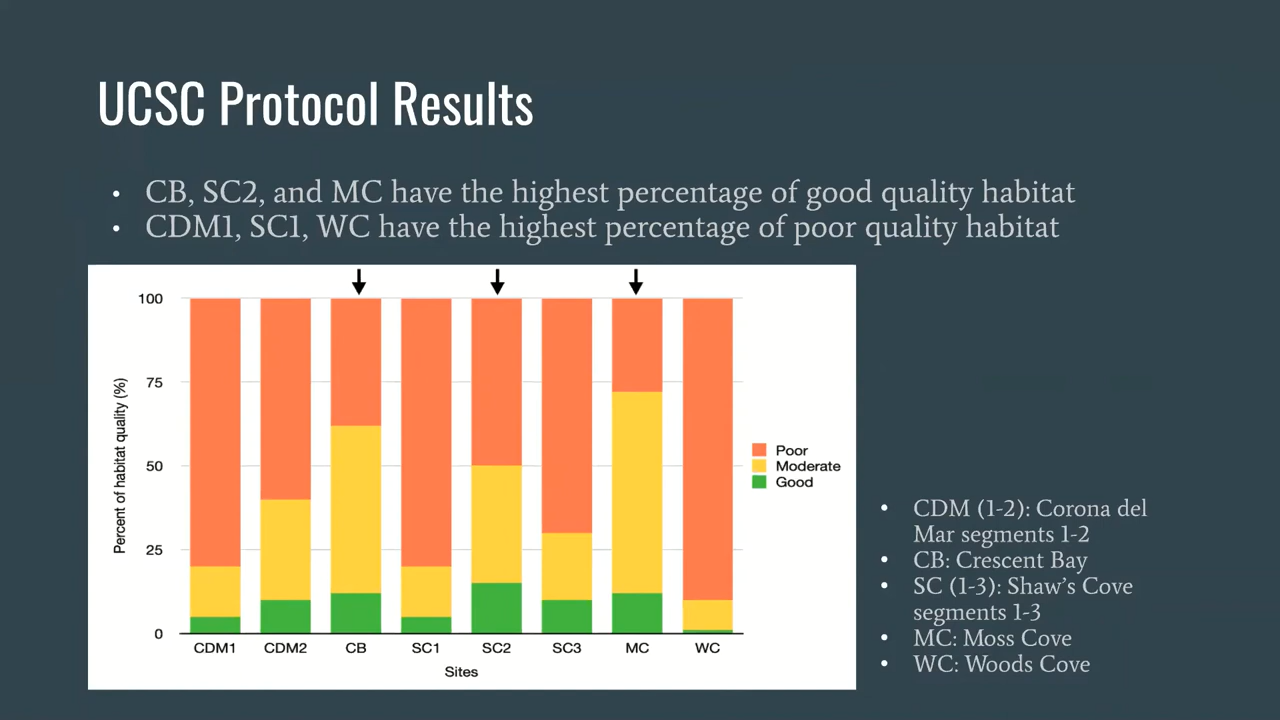 UCSC Protocol Results
• CB, SC2, and MC have the highest percentage of good quality habitat
• CDM1, SC1, WC have the highest percentage of poor quality habitat
100
75
50
25
0
Percent of habitat quality (%)
CDM1 CDM2 CB SC1 SC2 SC3 MC WC
Sites
Poor
Moderate
Good
• CDM (1-2): Corona del
Mar segments 1-2
• CB: Crescent Bay
• SC (1-3): Shaw's Cove
segments 1-3
• MC: Moss Cove
• WC: Woods Cove